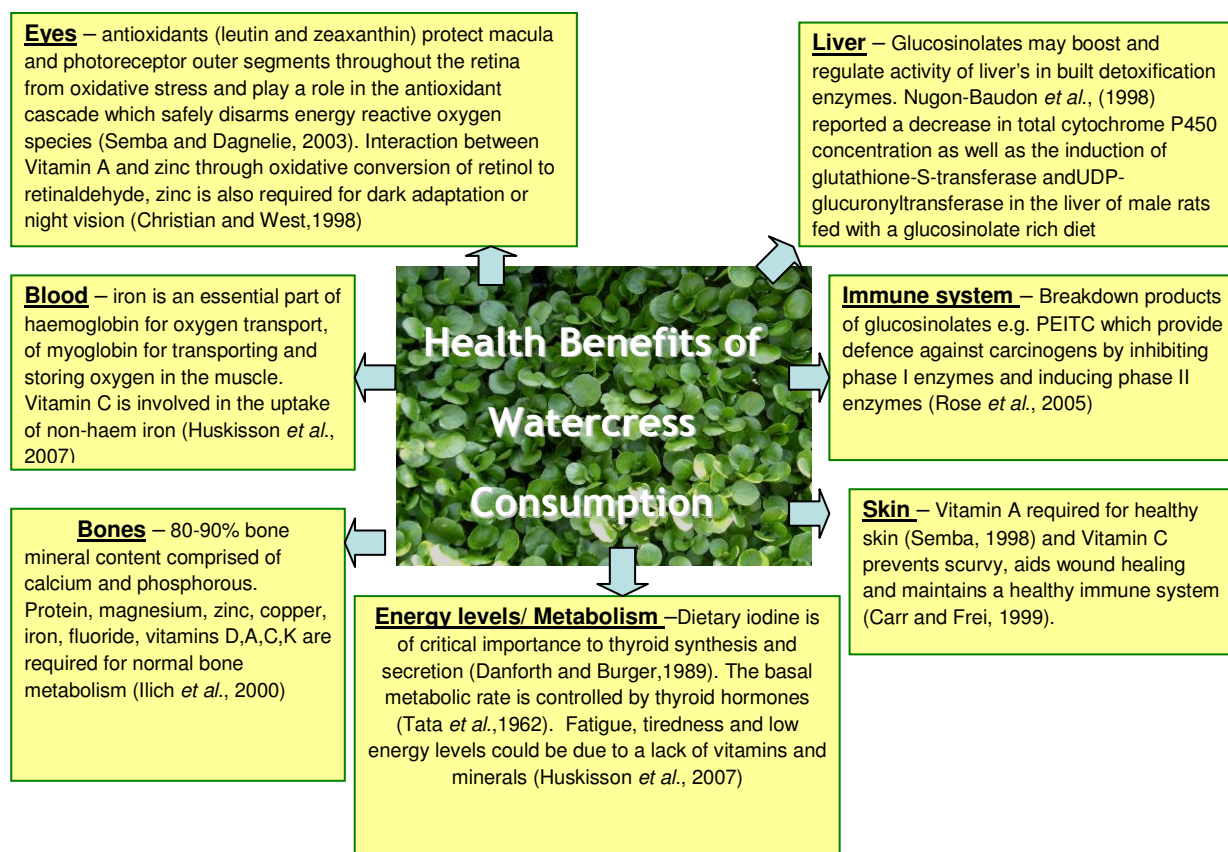 Eyes – antioxidants (leutin and zeaxanthin) protect macula
and photoreceptor outer segments throughout the retina
from oxidative stress and play a role in the antioxidant
cascade which safely disarms energy reactive oxygen
species (Semba and Dagnelie, 2003). Interaction between
Vitamin A and zinc through oxidative conversion of retinol to
retinaldehyde, zinc is also required for dark adaptation or
night vision (Christian and West,1998)
Liver – Glucosinolates may boost and
regulate activity of liver's in built detoxification
enzymes. Nugon-Baudon et al., (1998)
reported a decrease in total cytochrome P450
concentration as well as the induction of
glutathione-S-transferase andUDP-
glucuronyltransferase in the liver of male rats
fed with a glucosinolate rich diet
Blood – iron is an essential part of
haemoglobin for oxygen transport,
of myoglobin for transporting and
storing oxygen in the muscle.
Vitamin C is involved in the uptake
of non-haem iron (Huskisson et al.,
2007)
Health Benefits of
Watercress
Consumption
Immune system – Breakdown products
of glucosinolates e.g. PEITC which provide
defence against carcinogens by inhibiting
phase I enzymes and inducing phase II
enzymes (Rose et al., 2005)
Bones – 80-90% bone
mineral content comprised of
calcium and phosphorous.
Protein, magnesium, zinc, copper,
iron, fluoride, vitamins D,A,C,K are
required for normal bone
metabolism (Ilich et al., 2000)
Skin – Vitamin A required for healthy
skin (Semba, 1998) and Vitamin C
prevents scurvy, aids wound healing
and maintains a healthy immune system
(Carr and Frei, 1999).
Energy levels/ Metabolism –Dietary iodine is
of critical importance to thyroid synthesis and
secretion (Danforth and Burger,1989). The basal
metabolic rate is controlled by thyroid hormones
(Tata et al.,1962). Fatigue, tiredness and low
energy levels could be due to a lack of vitamins and
minerals (Huskisson et al., 2007)